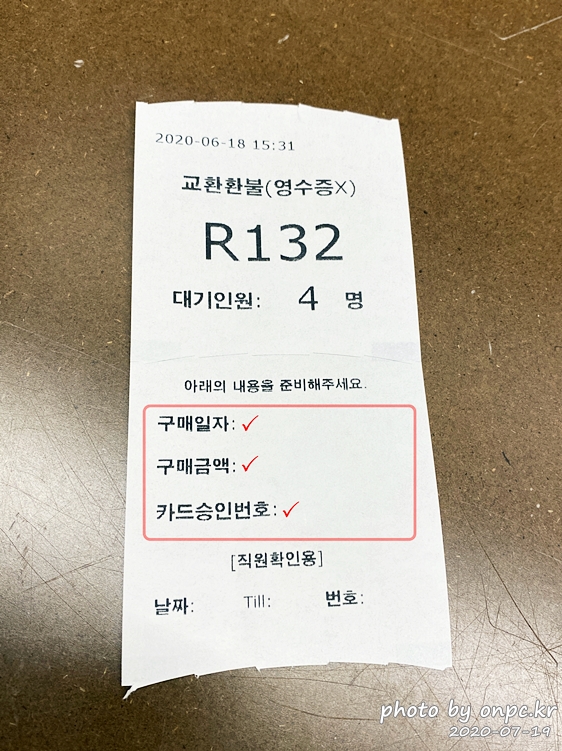 2020-06-18 15:31
교환환불(영수증X)
R132
대기인원: 4 명
아래의 내용을 준비해주세요.
구매일자: ✓
구매금액: ✓
카드승인번호: ✓
[직원확인용]
날짜: Till: 번호:
photo by onpc.kr
2020-07-19